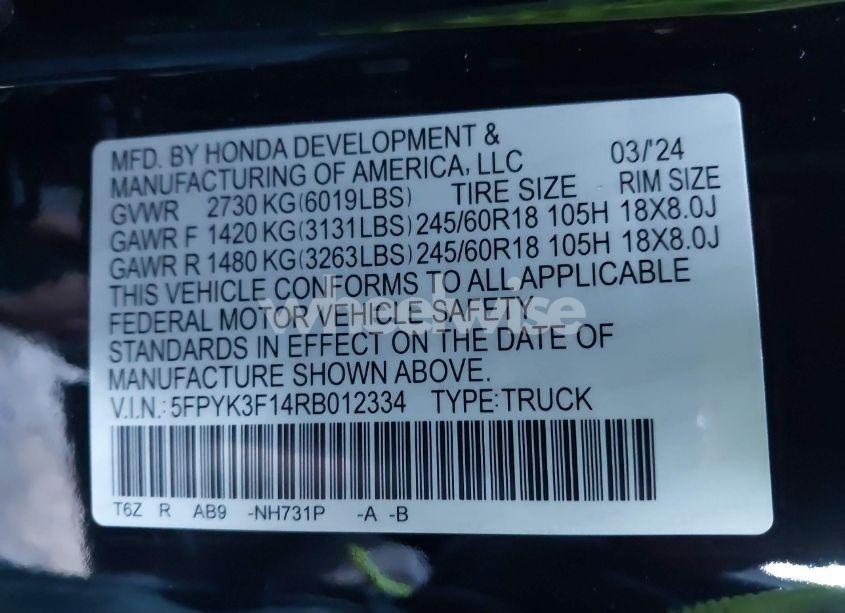 MFD. BY HONDA DEVELOPMENT &
MANUFACTURING OF AMERICA, LLC 03/'24
GVWR 2730 KG(6019LBS) TIRE SIZE RIM SIZE
GAWR F 1420 KG(3131LBS) 245/60R18 105H 18X8.0J
GAWR R 1480 KG(3263LBS) 245/60R18 105H 18X8.0J
THIS VEHICLE CONFORMS TO ALL APPLICABLE
FEDERAL MOTOR VEHICLE SAFETY
wheelwise
STANDARDS IN EFFECT ON THE DATE OF
MANUFACTURE SHOWN ABOVE.
V.I.N.: 5FPYK3F14RB012334 TYPE: TRUCK
T6Z R AB9 -NH731P -A -B